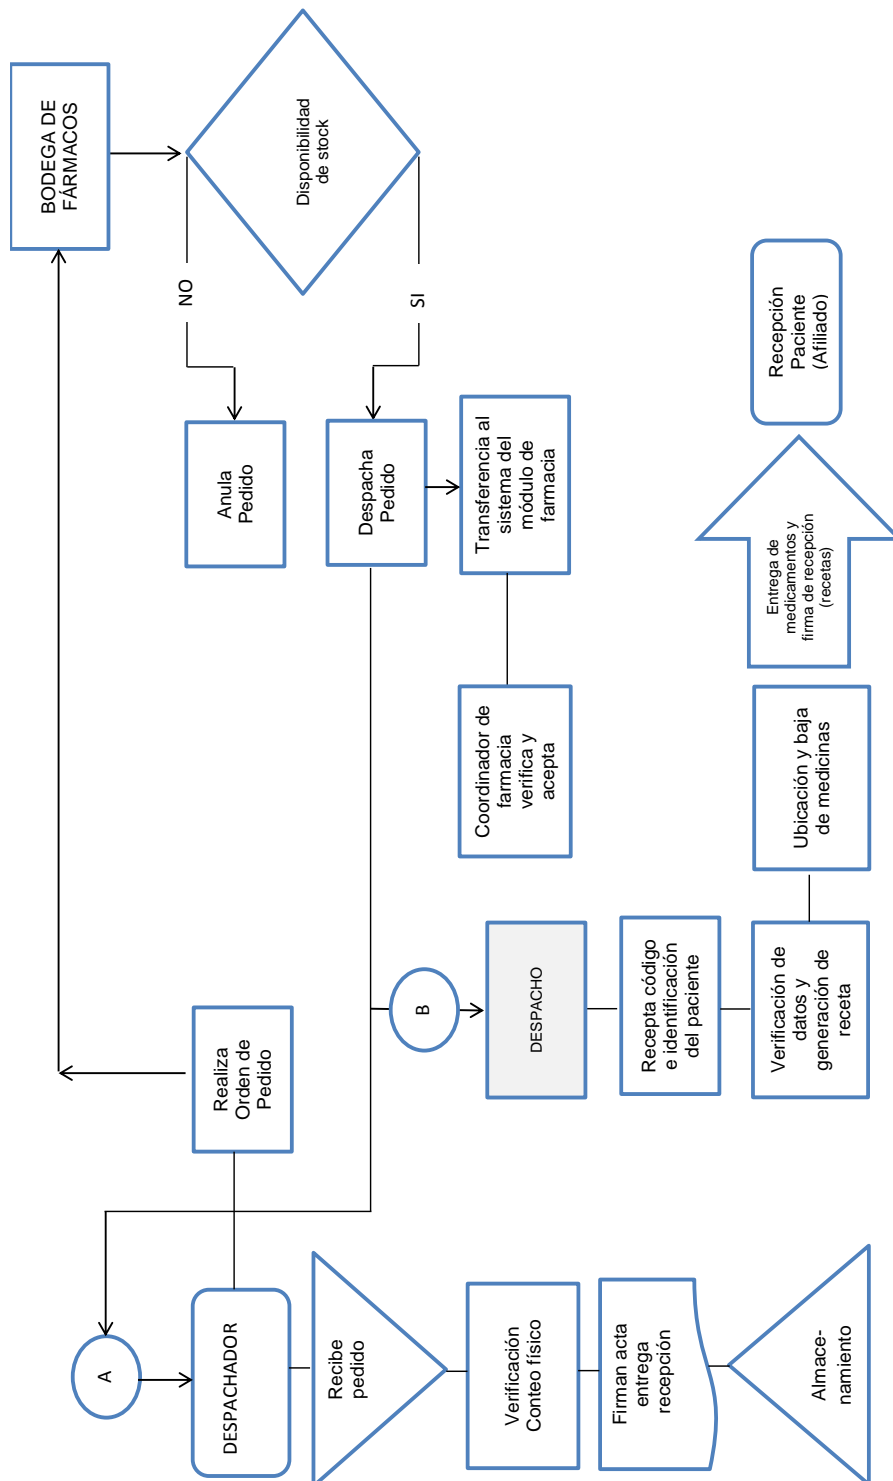 A
DESPACHADOR
Recibe
pedido
Verificación
Conteo físico
Firman acta
entrega
recepción
Almace-
namiento
Realiza
Orden de
Pedido
B
DESPACHO
Recepta código
e identificación
del paciente
Verificación de
datos y
generación de
receta
Ubicación y baja
de medicinas
Entrega de
medicamentos y
firma de recepción
(recetas)
Recepción
Paciente
(Afiliado)
Coordinador de
farmacia
verifica y
acepta
Transferencia al
sistema del
módulo de
farmacia
Anula
Pedido
Despacha
Pedido
NO
SI
BODEGA DE
FÁRMACOS
Disponibilidad
de stock